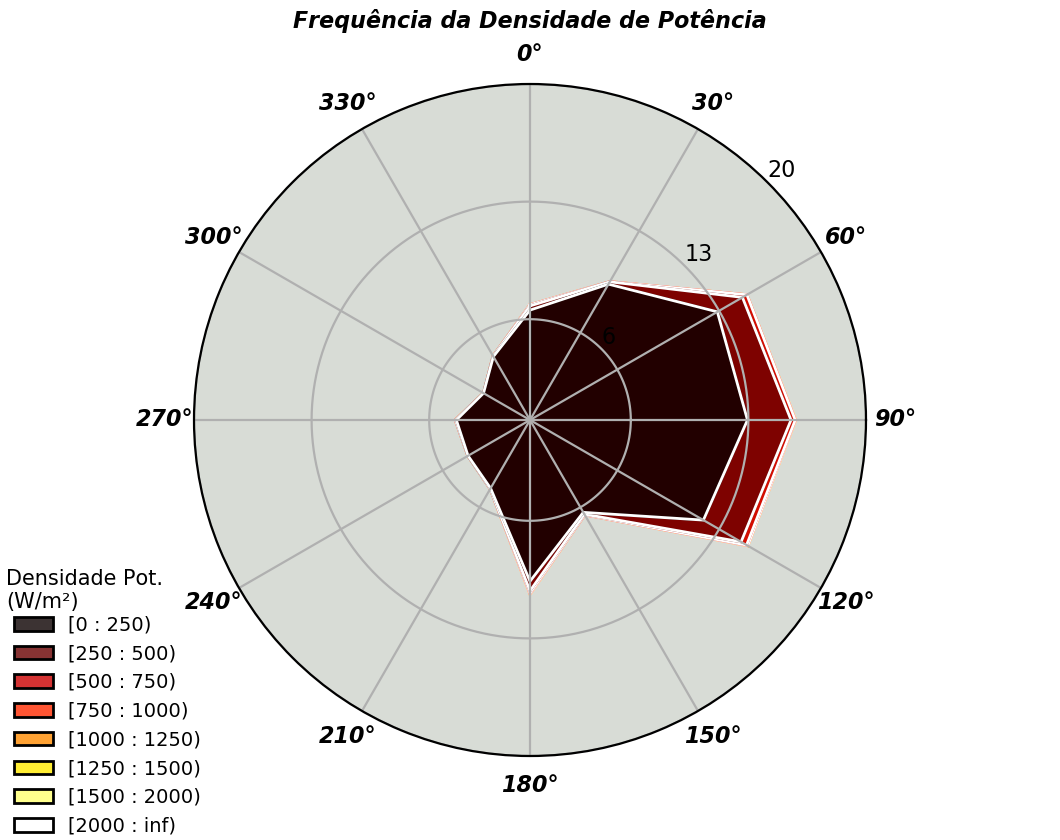 Frequência da Densidade de Potência
0°
330°
30°
20
300°
60°
13
6
270°
90°
Densidade Pot.
(W/m²)
240°
120°
[0 : 250)
[250 : 500)
[500 : 750)
[750 : 1000)
210°
150°
[1000 : 1250)
[1250 : 1500)
180°
[1500 : 2000)
[2000 : inf)